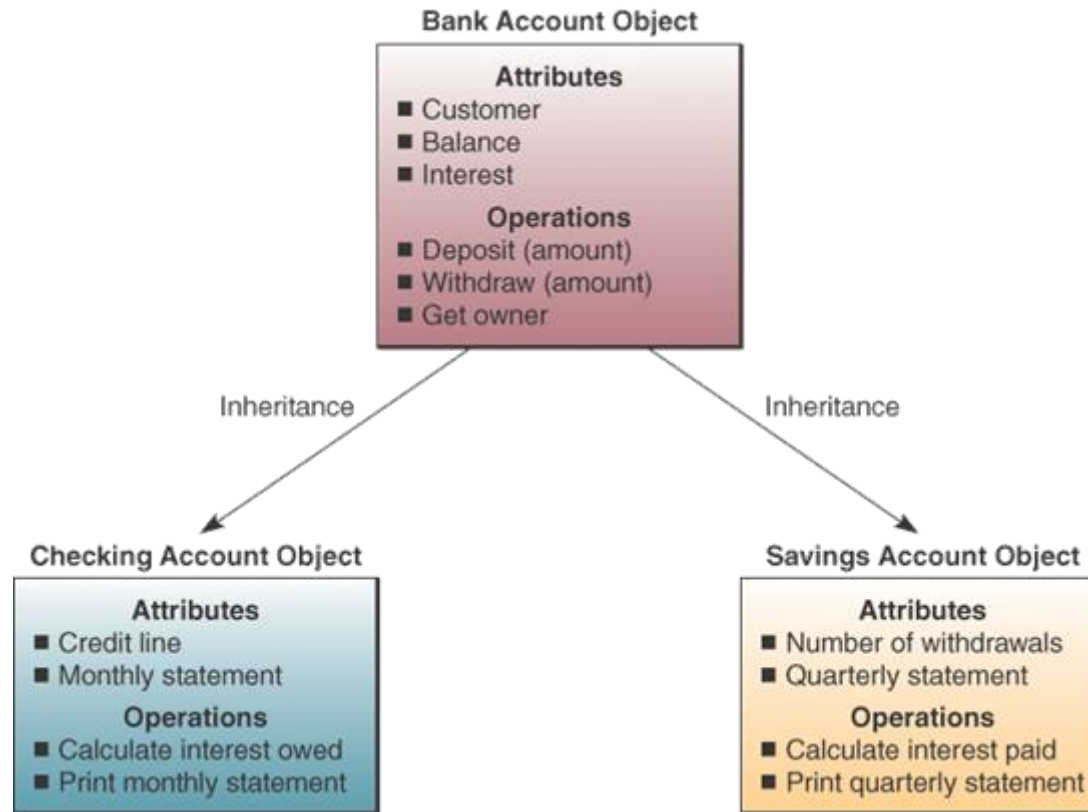 Bank Account Object
Attributes
■ Customer
■ Balance
■ Interest
Operations
■ Deposit (amount)
■ Withdraw (amount)
■ Get owner
Inheritance
Inheritance
Checking Account Object
Attributes
■ Credit line
■ Monthly statement
Operations
■ Calculate interest owed
■ Print monthly statement
Savings Account Object
Attributes
■ Number of withdrawals
■ Quarterly statement
Operations
■ Calculate interest paid
■ Print quarterly statement